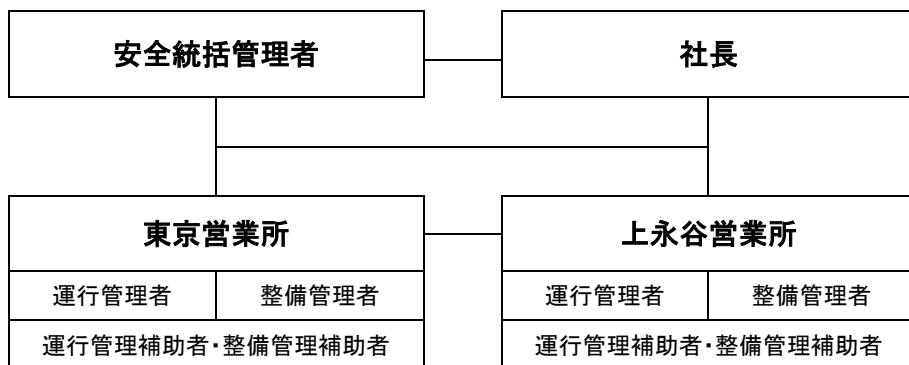 安全統括管理者
社長
東京営業所
上永谷営業所
運行管理者
整備管理者
運行管理者
整備管理者
運行管理補助者・整備管理補助者
運行管理補助者・整備管理補助者